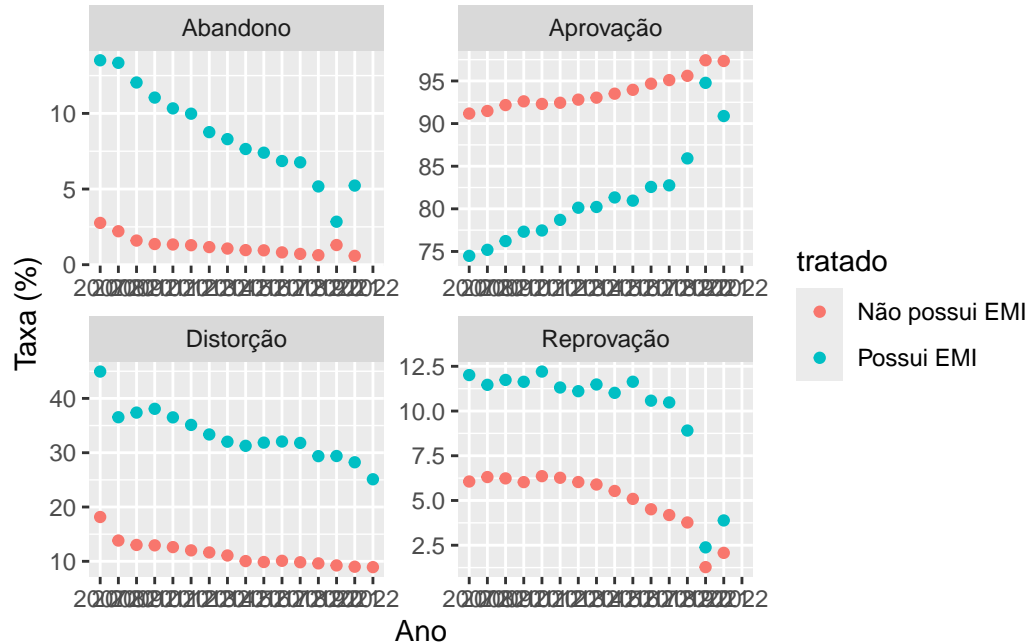 Abandono
Aprovação
10
5
0
95
90
85
80
75
Distorção
Reprovação
40
30
20
10
12.5
10.0
7.5
5.0
2.5
Taxa (%)
Ano
tratado
Não possui EMI
Possui EMI